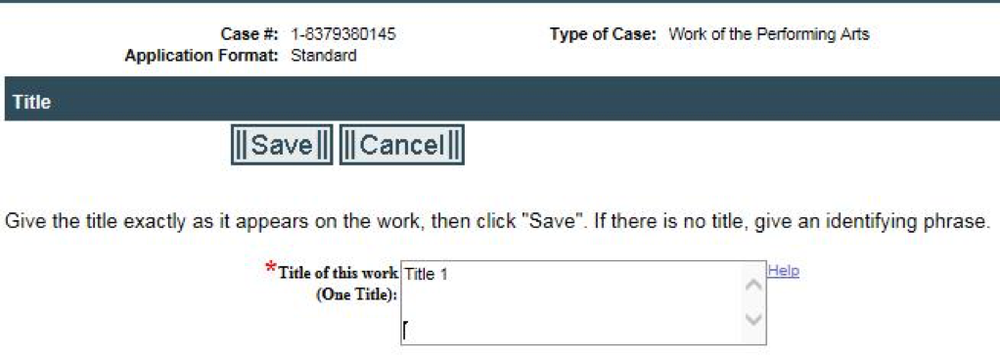 Case #: 1-8379380145 Type of Case: Work of the Performing Arts
Application Format: Standard
Title
Save Cancel
Give the title exactly as it appears on the work, then click "Save". If there is no title, give an identifying phrase.
*Title of this work Title 1 Help
(One Title):